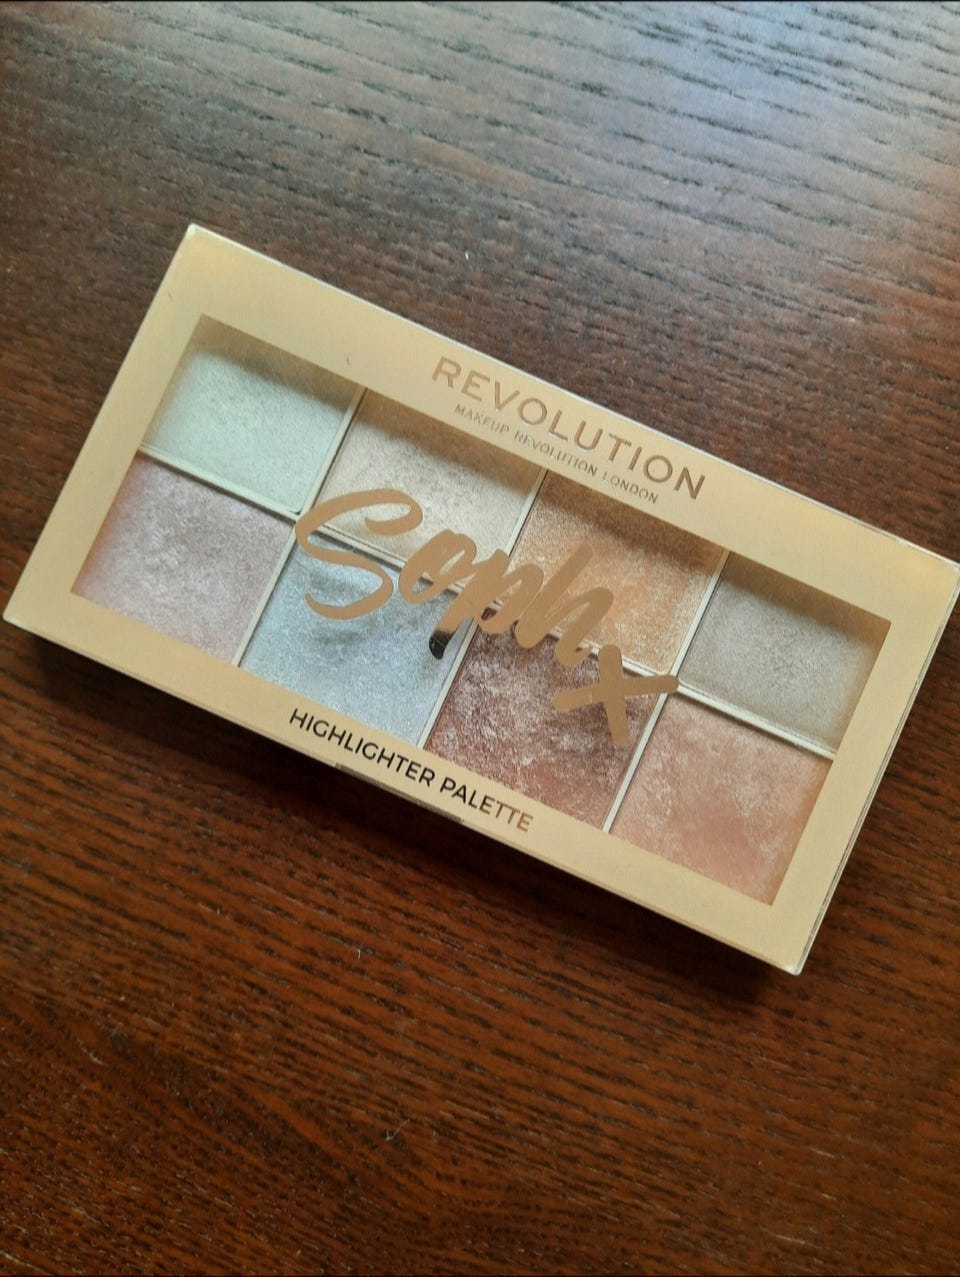 REVOLUTION
MAKEUP REVOLUTION LONDON
Soph x
HIGHLIGHTER PALETTE